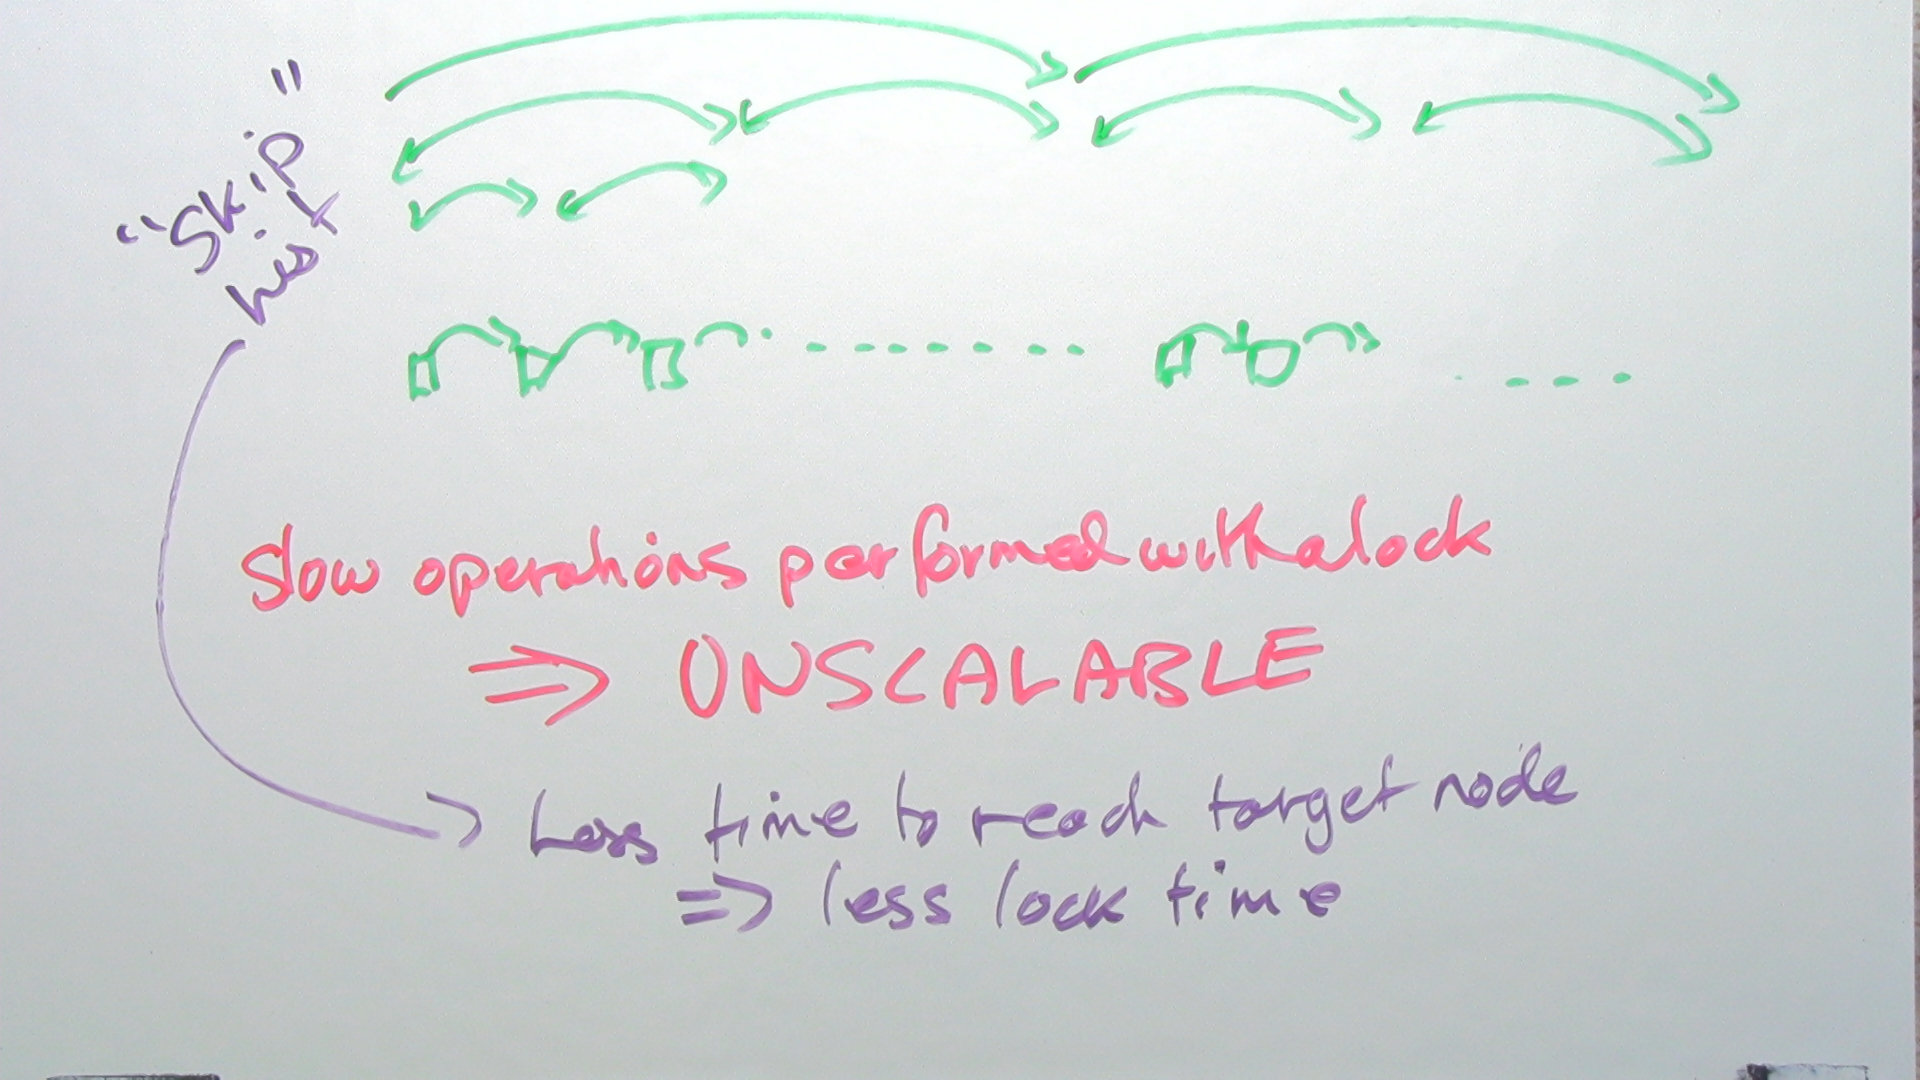 "Skip
List"
Slow operations performed with a lock
⇒ UNSCALABLE
Less time to reach target node
⇒ less lock time